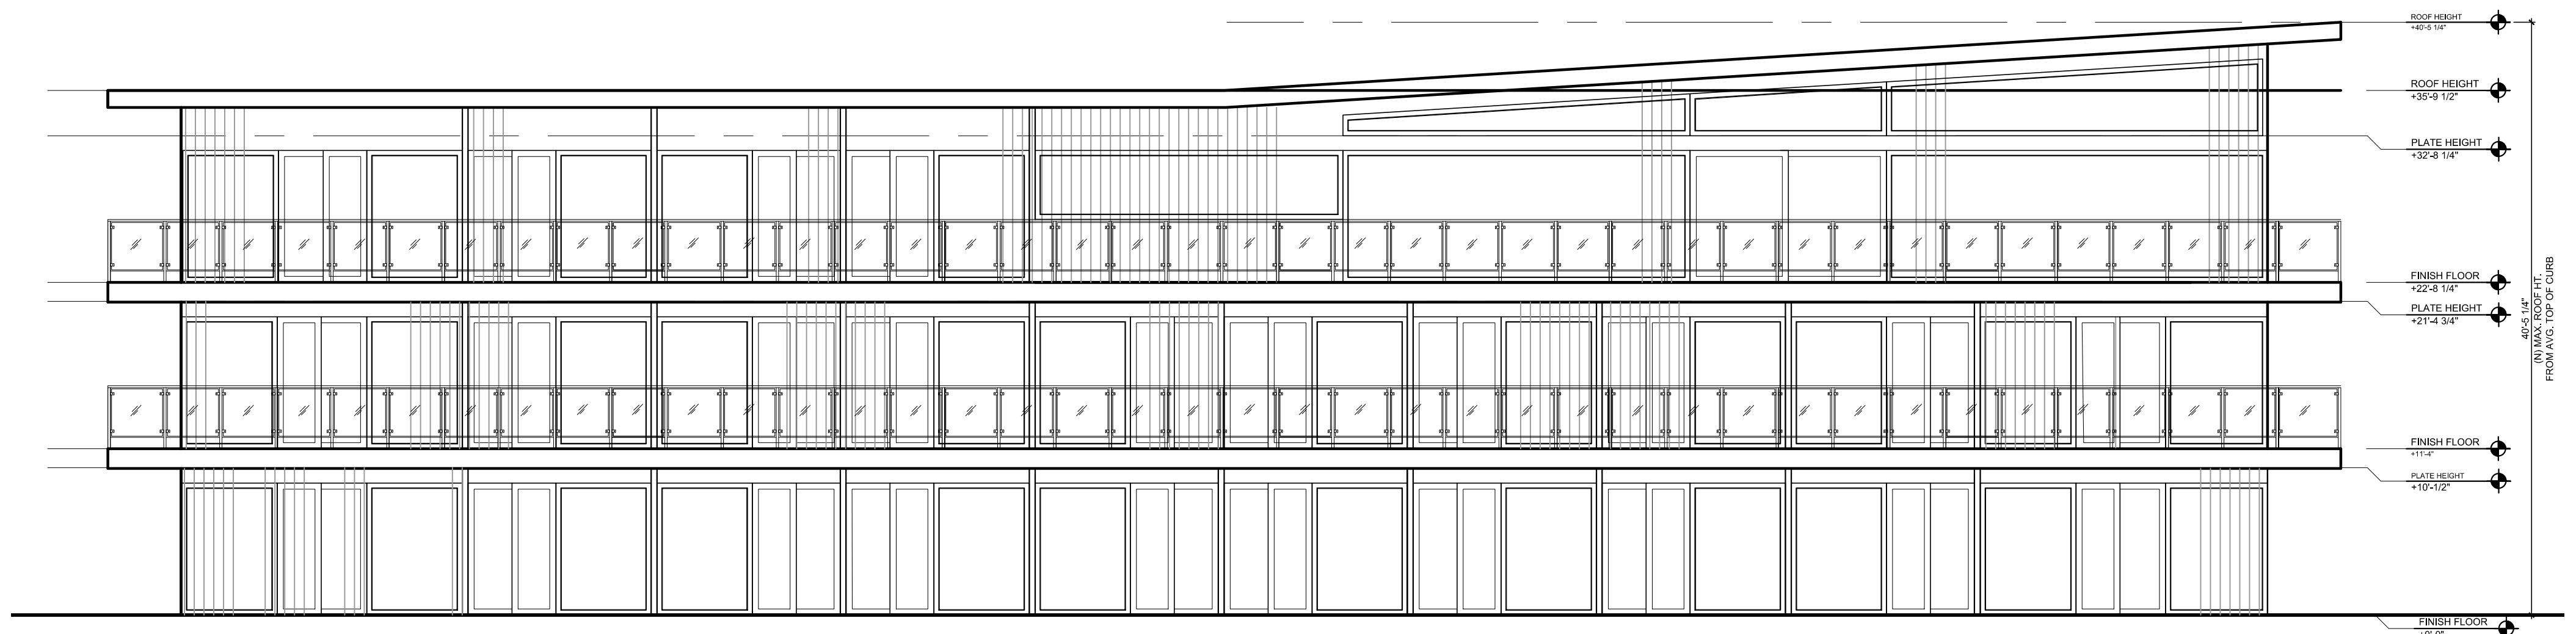 ROOF HEIGHT
+40'-5 1/4"
ROOF HEIGHT
+35'-9 1/2"
PLATE HEIGHT
+32'-8 1/4"
FINISH FLOOR
+22'-8 1/4"
PLATE HEIGHT
+21'-4 3/4"
FINISH FLOOR
+11'-4"
PLATE HEIGHT
+10'-1/2"
FINISH FLOOR
+0'-0"
40'-5 1/4"
(N) MAX. ROOF HT.
FROM AVG. TOP OF CURB